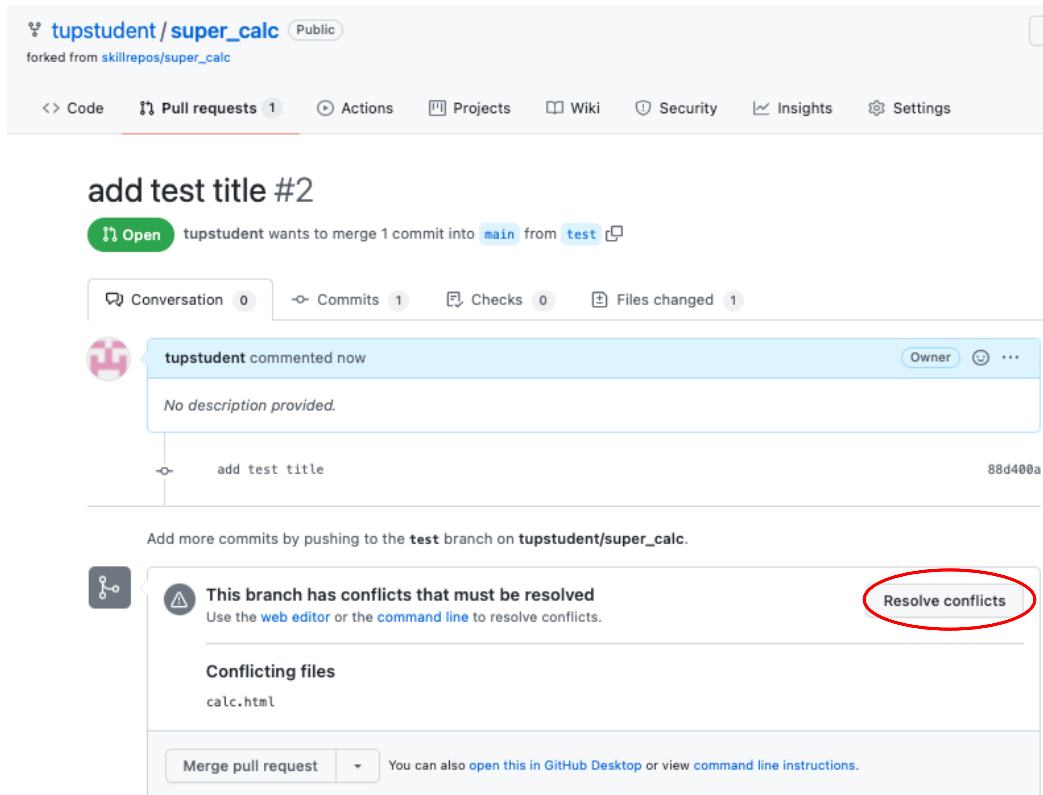 tupstudent / super_calc Public
forked from skillrepos/super_calc
<> Code Pull requests 1 Actions Projects Wiki Security Insights Settings
add test title #2
Open tupstudent wants to merge 1 commit into main from test
Conversation 0 Commits 1 Checks 0 Files changed 1
tupstudent commented now Owner
No description provided.
add test title 88d400a
Add more commits by pushing to the test branch on tupstudent/super_calc.
This branch has conflicts that must be resolved
Use the web editor or the command line to resolve conflicts.
Resolve conflicts
Conflicting files
calc.html
Merge pull request You can also open this in GitHub Desktop or view command line instructions.